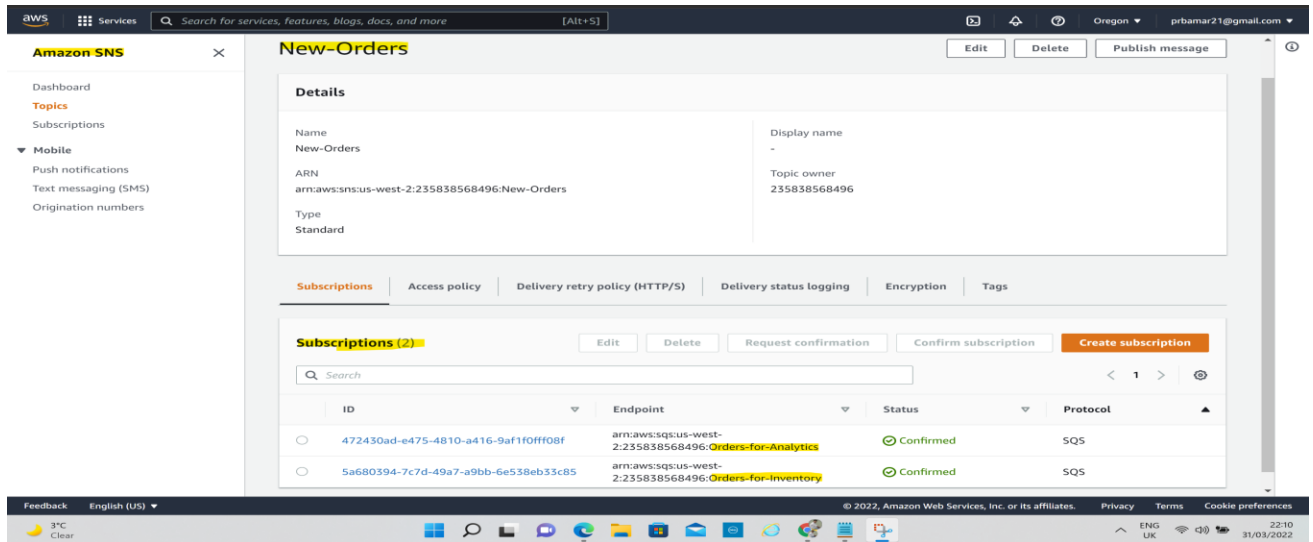 aws
Services
Search for services, features, blogs, docs, and more
[Alt+S]
Oregon ▼
prbamar21@gmail.com ▼
Amazon SNS
Dashboard
Topics
Subscriptions
▼ Mobile
Push notifications
Text messaging (SMS)
Origination numbers
New-Orders
Edit
Delete
Publish message
Details
Name
New-Orders
ARN
arn:aws:sns:us-west-2:235838568496:New-Orders
Type
Standard
Display name
-
Topic owner
235838568496
Subscriptions
Access policy
Delivery retry policy (HTTP/S)
Delivery status logging
Encryption
Tags
Subscriptions (2)
Edit
Delete
Request confirmation
Confirm subscription
Create subscription
Search
< 1 >
ID
Endpoint
Status
Protocol
472430ad-e475-4810-a416-9af1f0fff08f
arn:aws:sqs:us-west-
2:235838568496:Orders-for-Analytics
Confirmed
SQS
5a680394-7c7d-49a7-a9bb-6e538eb33c85
arn:aws:sqs:us-west-
2:235838568496:Orders-for-Inventory
Confirmed
SQS
Feedback
English (US) ▼
© 2022, Amazon Web Services, Inc. or its affiliates.
Privacy
Terms
Cookie preferences
3°C
Clear
ENG
UK
22:10
31/03/2022